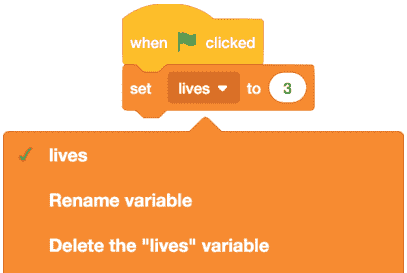 when clicked
set lives to 3
lives
Rename variable
Delete the "lives" variable